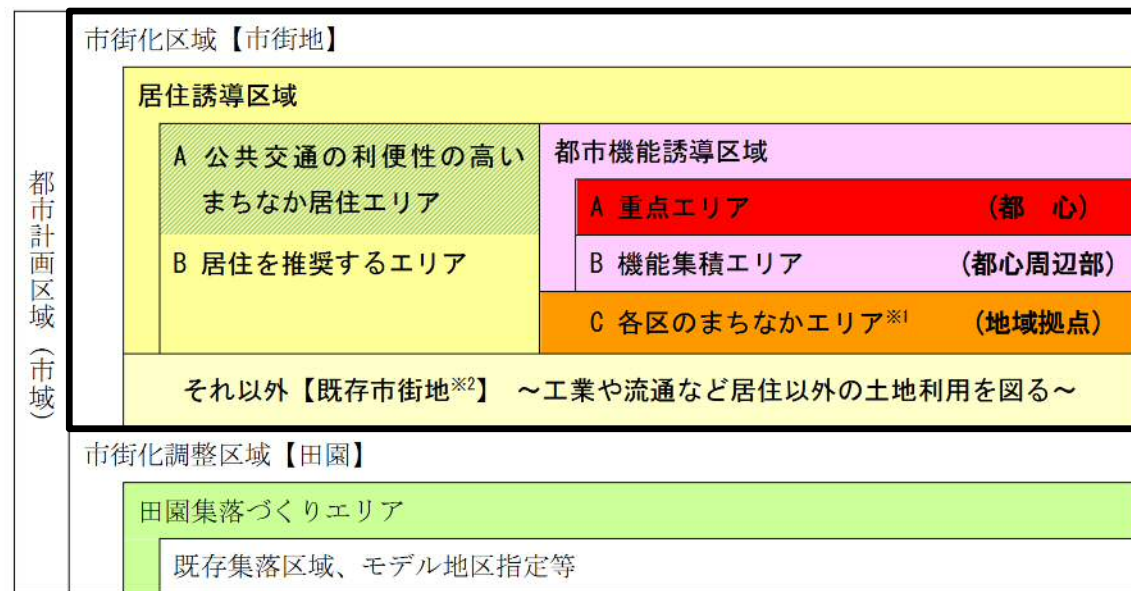 都市計画区域(市域)
市街化区域【市街地】
居住誘導区域
A 公共交通の利便性の高い
まちなか居住エリア
B 居住を推奨するエリア
都市機能誘導区域
A 重点エリア (都 心)
B 機能集積エリア (都心周辺部)
C 各区のまちなかエリア※1 (地域拠点)
それ以外【既存市街地※2】 ～工業や流通など居住以外の土地利用を図る～
市街化調整区域【田園】
田園集落づくりエリア
既存集落区域、モデル地区指定等